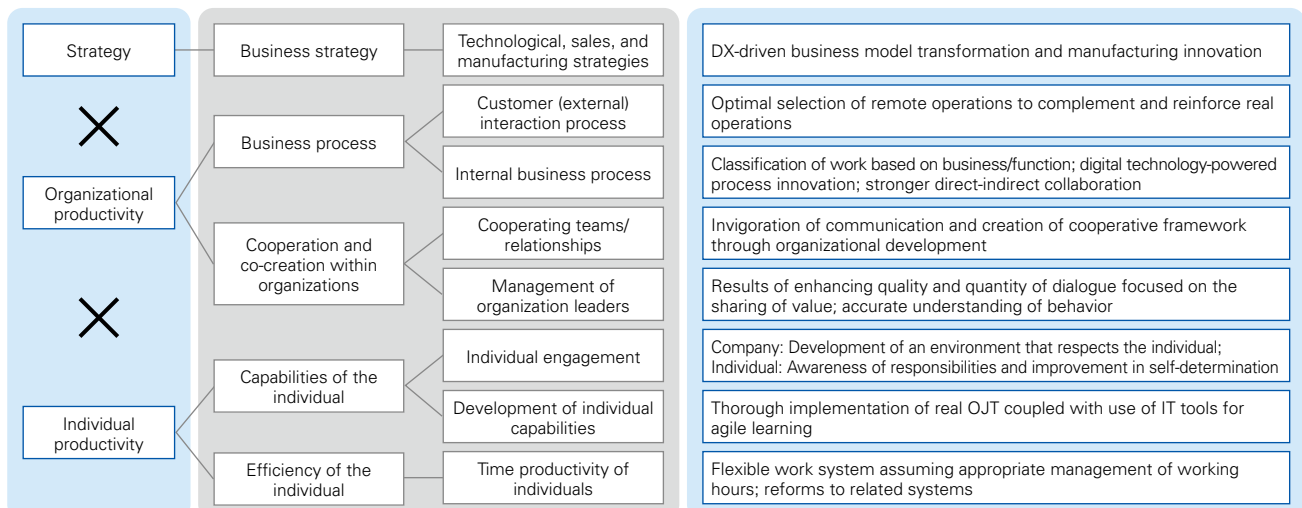 Strategy
Business strategy
Technological, sales, and
manufacturing strategies
DX-driven business model transformation and manufacturing innovation
Customer (external)
interaction process
Optimal selection of remote operations to complement and reinforce real
operations
Business process
Internal business process
Classification of work based on business/function; digital technology-powered
process innovation; stronger direct-indirect collaboration
Organizational
productivity
Cooperation and
co-creation within
organizations
Cooperating teams/
relationships
Invigoration of communication and creation of cooperative framework
through organizational development
Management of
organization leaders
Results of enhancing quality and quantity of dialogue focused on the
sharing of value; accurate understanding of behavior
Individual
productivity
Capabilities of the
individual
Individual engagement
Company: Development of an environment that respects the individual;
Individual: Awareness of responsibilities and improvement in self-determination
Development of individual
capabilities
Thorough implementation of real OJT coupled with use of IT tools for
agile learning
Efficiency of the
individual
Time productivity of
individuals
Flexible work system assuming appropriate management of working
hours; reforms to related systems